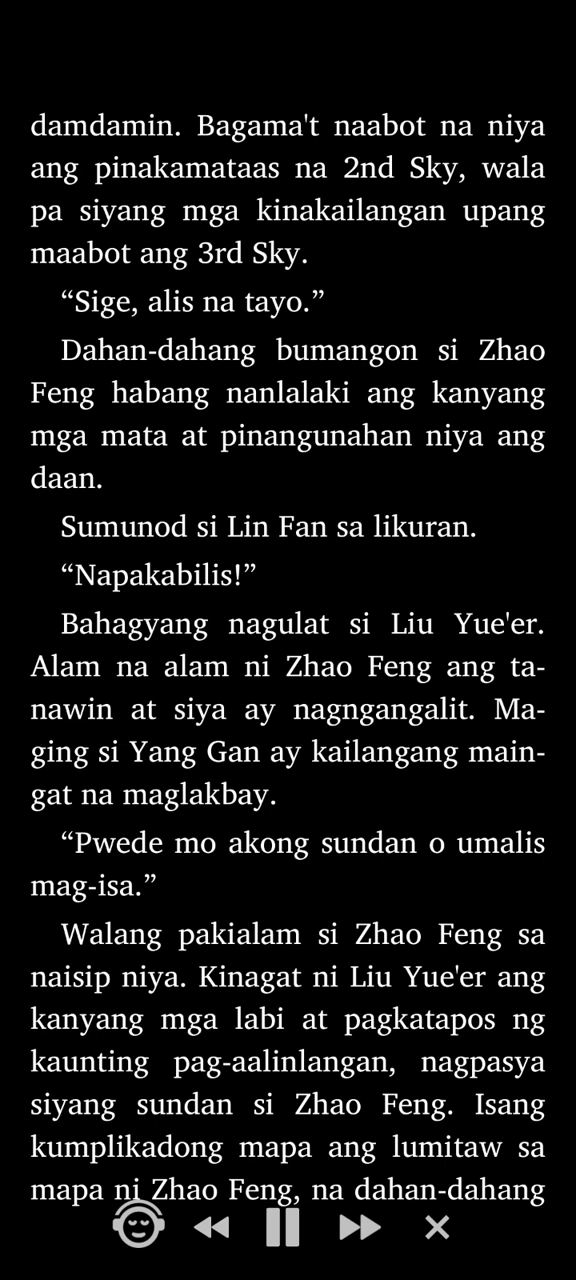 damdamin. Bagama't naabot na niya
ang pinakamataas na 2nd Sky, wala
pa siyang mga kinakailangan upang
maabot ang 3rd Sky.
“Sige, alis na tayo.”
Dahan-dahang bumangon si Zhao
Feng habang nanlalaki ang kanyang
mga mata at pinangunahan niya ang
daan.
Sumunod si Lin Fan sa likuran.
“Napakabilis!”
Bahagyang nagulat si Liu Yue'er.
Alam na alam ni Zhao Feng ang ta-
nawin at siya ay nagngangalit. Ma-
ging si Yang Gan ay kailangang main-
gat na maglakbay.
“Pwede mo akong sundan o umalis
mag-isa.”
Walang pakialam si Zhao Feng sa
naisip niya. Kinagat ni Liu Yue'er ang
kanyang mga labi at pagkatapos ng
kaunting pag-aalinlangan, nagpasya
siyang sundan si Zhao Feng. Isang
kumplikadong mapa ang lumitaw sa
mapa ni Zhao Feng, na dahan-dahang